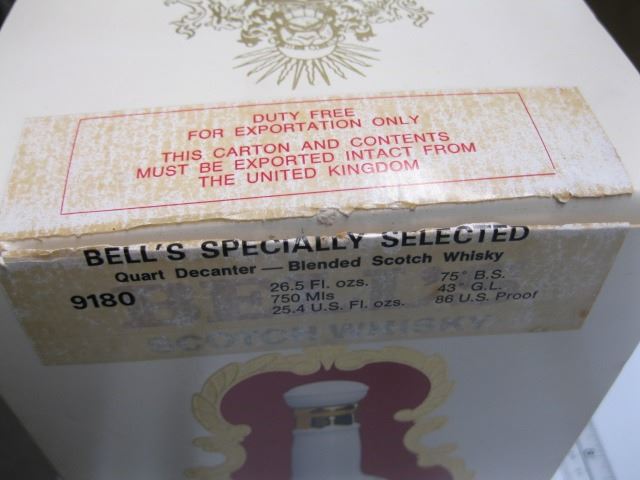 DUTY FREE
FOR EXPORTATION ONLY
THIS CARTON AND CONTENTS
MUST BE EXPORTED INTACT FROM
THE UNITED KINGDOM
BELL'S SPECIALLY SELECTED
Quart Decanter — Blended Scotch Whisky
9180 26.5 Fl. ozs. 75° B.S.
750 Mls 43° G.L.
25.4 U.S. Fl. ozs. 86 U.S. Proof
BELL'S
SCOTCH WHISKY